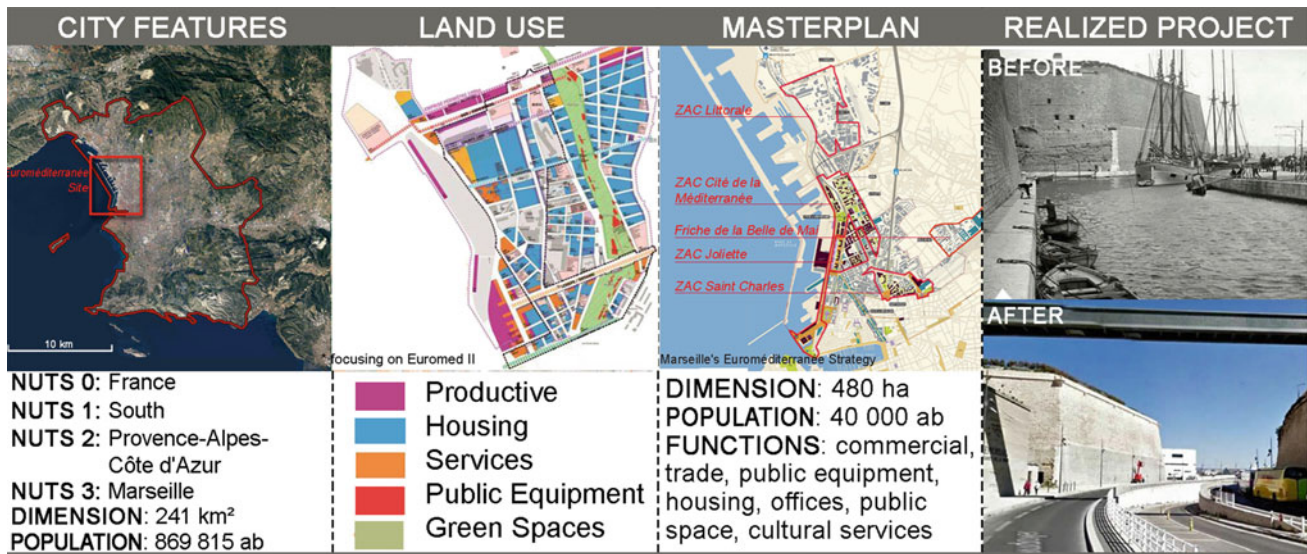 CITY FEATURES
LAND USE
MASTERPLAN
REALIZED PROJECT
Euroméditerranée
Site
10 km
focusing on Euromed II
ZAC Littorale
ZAC Cité de la
Méditerranée
Friche de la Belle de Mai
ZAC Joliette
ZAC Saint Charles
Marseille's Euroméditerranée Strategy
BEFORE
AFTER
NUTS 0: France
NUTS 1: South
NUTS 2: Provence-Alpes-
Côte d'Azur
NUTS 3: Marseille
DIMENSION: 241 km²
POPULATION: 869 815 ab
Productive
Housing
Services
Public Equipment
Green Spaces
DIMENSION: 480 ha
POPULATION: 40 000 ab
FUNCTIONS: commercial,
trade, public equipment,
housing, offices, public
space, cultural services